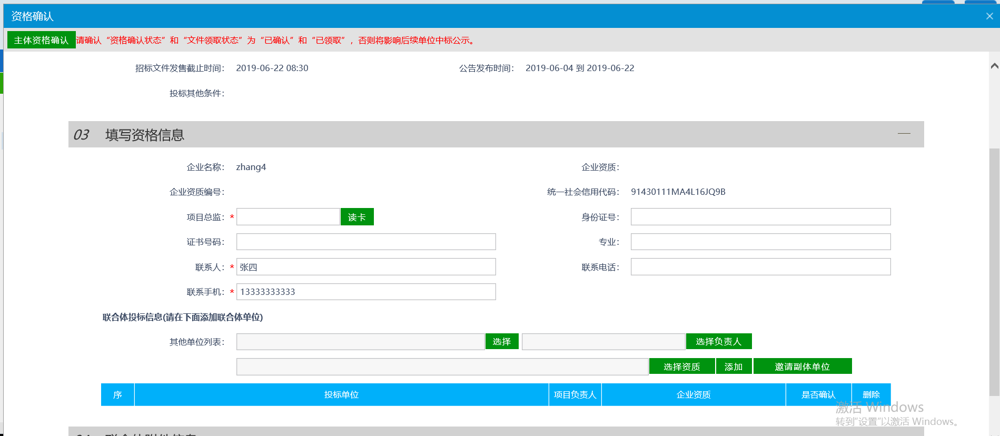 资格确认
主体资格确认 请确认“资格确认状态”和“文件领取状态”为“已确认”和“已领取”，否则将影响后续单位中标公示。
招标文件发售截止时间： 2019-06-22 08:30 公告发布时间： 2019-06-04 到 2019-06-22
投标其他条件：
03 填写资格信息
企业名称： zhang4 企业资质：
企业资质编号： 统一社会信用代码： 91430111MA4L16JQ9B
项目总监：* 读卡 身份证号：
证书号码： 专业：
联系人：* 张四 联系电话：
联系手机：* 13333333333
联合体投标信息(请在下面添加联合体单位)
其他单位列表： 选择 选择负责人
选择资质 添加 邀请副体单位
序 投标单位 项目负责人 企业资质 是否确认 删除
激活 Windows
转到"设置"以激活 Windows。
04 联合体附件信息